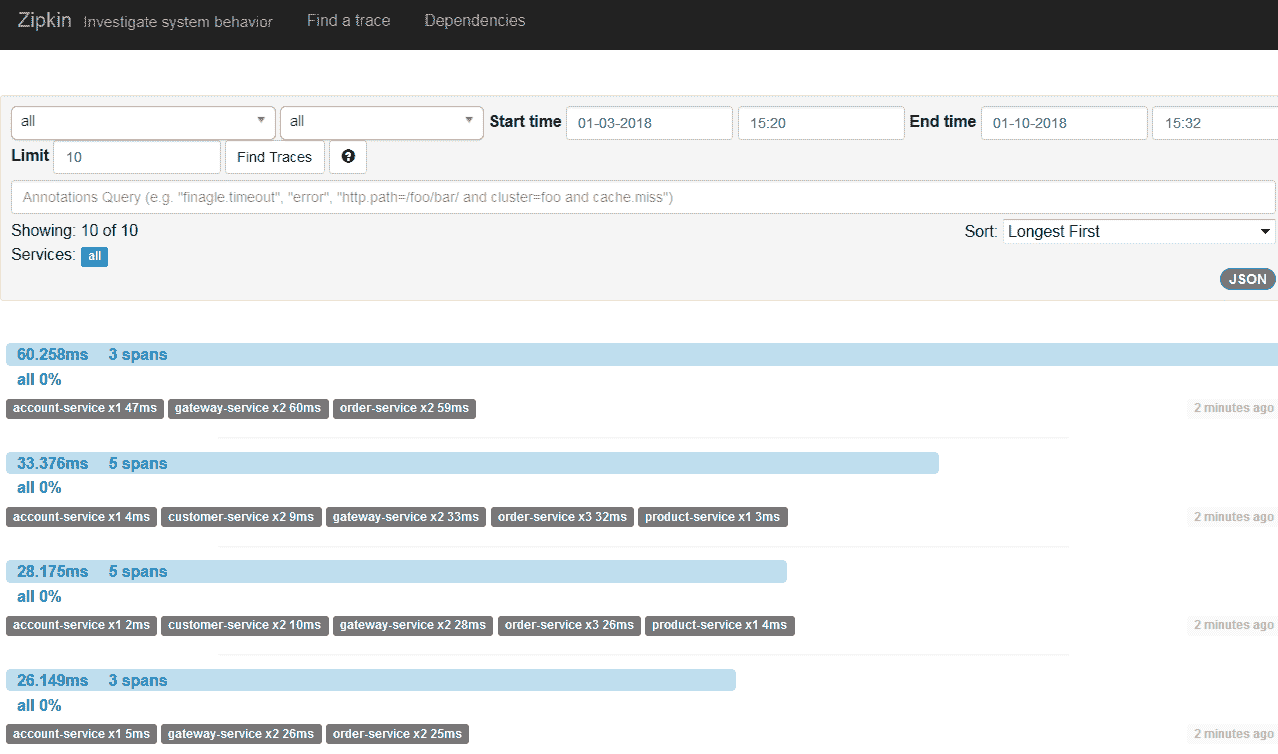 Zipkin Investigate system behavior Find a trace Dependencies
all all Start time 01-03-2018 15:20 End time 01-10-2018 15:32
Limit 10 Find Traces ?
Annotations Query (e.g. "finagle.timeout", "error", "http.path=/foo/bar/ and cluster=foo and cache.miss")
Showing: 10 of 10 Sort: Longest First
Services: all
JSON
60.258ms 3 spans
all 0%
account-service x1 47ms gateway-service x2 60ms order-service x2 59ms 2 minutes ago
33.376ms 5 spans
all 0%
account-service x1 4ms customer-service x2 9ms gateway-service x2 33ms order-service x3 32ms product-service x1 3ms 2 minutes ago
28.175ms 5 spans
all 0%
account-service x1 2ms customer-service x2 10ms gateway-service x2 28ms order-service x3 26ms product-service x1 4ms 2 minutes ago
26.149ms 3 spans
all 0%
account-service x1 5ms gateway-service x2 26ms order-service x2 25ms 2 minutes ago